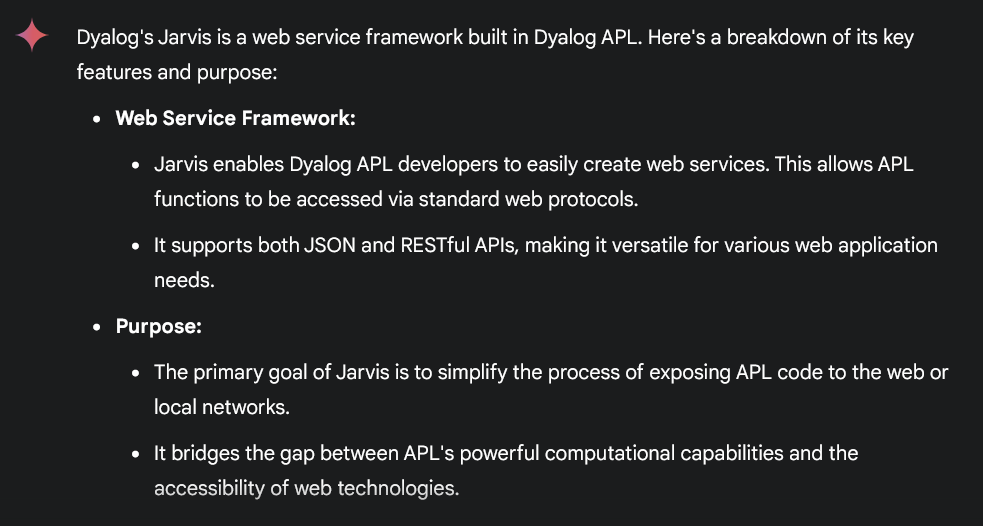 Dyalog's Jarvis is a web service framework built in Dyalog APL. Here's a breakdown of its key
features and purpose:
• Web Service Framework:
• Jarvis enables Dyalog APL developers to easily create web services. This allows APL
functions to be accessed via standard web protocols.
• It supports both JSON and RESTful APIs, making it versatile for various web application
needs.
• Purpose:
• The primary goal of Jarvis is to simplify the process of exposing APL code to the web or
local networks.
• It bridges the gap between APL's powerful computational capabilities and the
accessibility of web technologies.